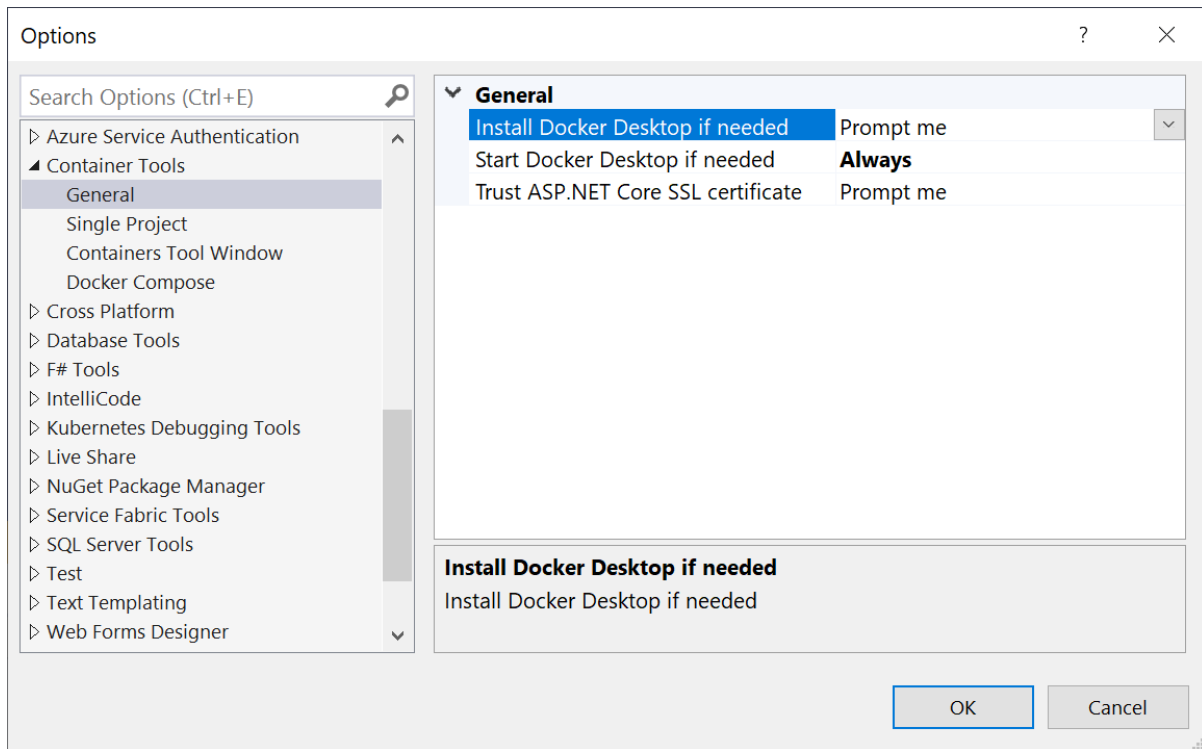 Options
?
Search Options (Ctrl+E)
Azure Service Authentication
Container Tools
General
Single Project
Containers Tool Window
Docker Compose
Cross Platform
Database Tools
F# Tools
IntelliCode
Kubernetes Debugging Tools
Live Share
NuGet Package Manager
Service Fabric Tools
SQL Server Tools
Test
Text Templating
Web Forms Designer
General
Install Docker Desktop if needed Prompt me
Start Docker Desktop if needed Always
Trust ASP.NET Core SSL certificate Prompt me
Install Docker Desktop if needed
Install Docker Desktop if needed
OK Cancel